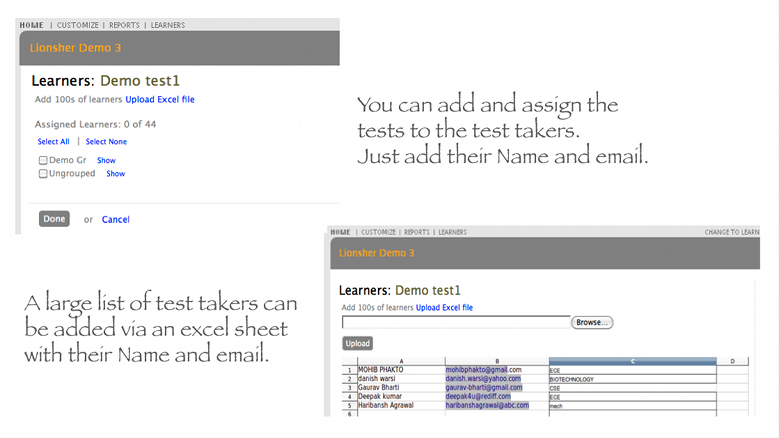 HOME | CUSTOMIZE | REPORTS | LEARNERS
Lionsher Demo 3
Learners: Demo test1
Add 100s of learners Upload Excel file
Assigned Learners: 0 of 44
Select All | Select None
Demo Gr Show
Ungrouped Show
Done or Cancel
You can add and assign the
tests to the test takers.
Just add their Name and email.
A large list of test takers can
be added via an excel sheet
with their Name and email.
HOME | CUSTOMIZE | REPORTS | LEARNERS CHANGE TO LEARN
Lionsher Demo 3
Learners: Demo test1
Add 100s of learners Upload Excel file
Browse...
Upload
A B C D
1 MOHIB PHAKTO mohibphakto@gmail.com ECE
2 danish warsi danish.warsi@yahoo.com BIOTECHNOLOGY
3 Gaurav Bharti gaurav-bharti@gmail.com CSE
4 Deepak kumar deepak4u@rediff.com ECE
5 Haribansh Agrawal haribanshagrawal@abc.com mech
6